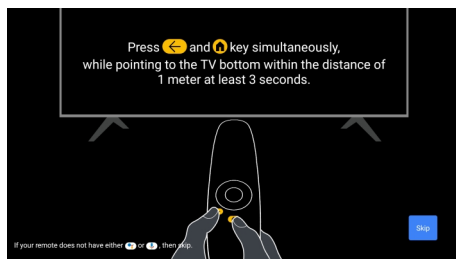 Press and key simultaneously,
while pointing to the TV bottom within the distance of
1 meter at least 3 seconds.
Skip
If your remote does not have either or , then skip.